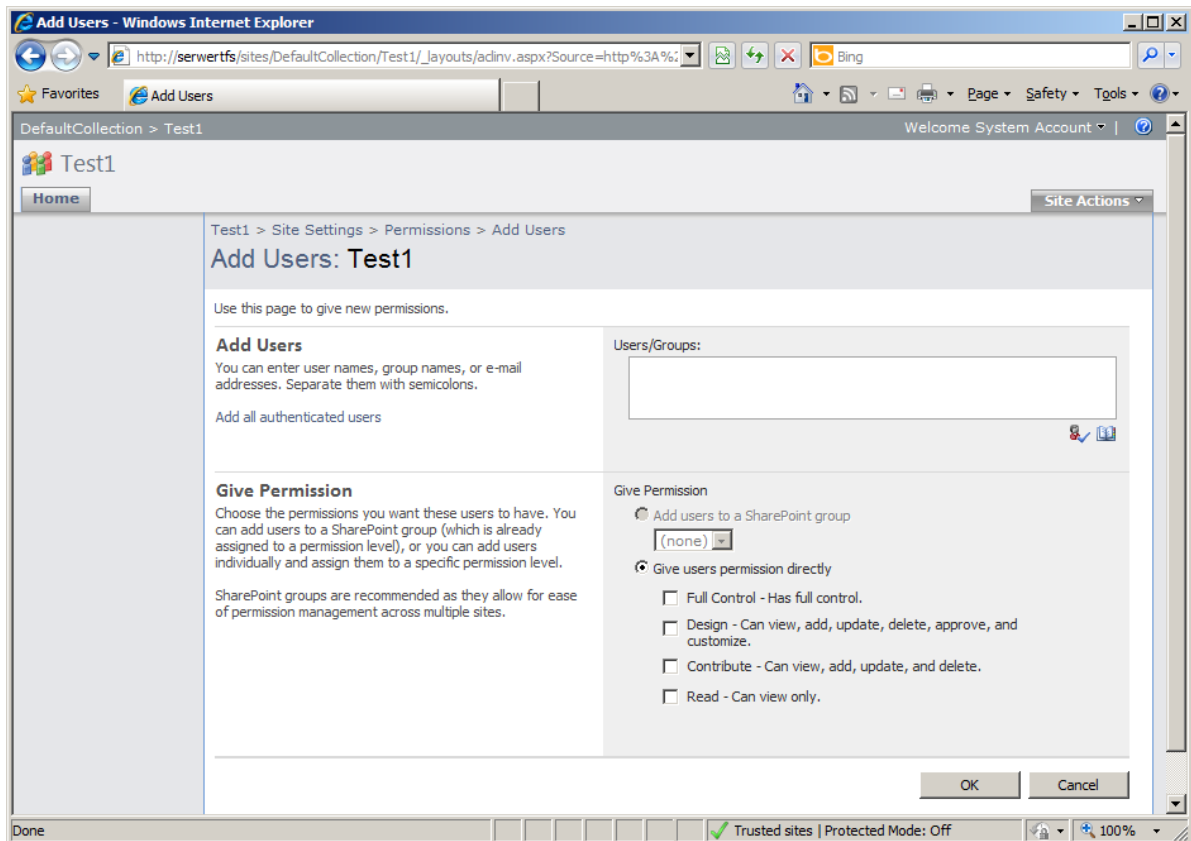 Add Users - Windows Internet Explorer
http://serwertfs/sites/DefaultCollection/Test1/_layouts/aclinv.aspx?Source=http%3A%2
Bing
Favorites
Add Users
Page
Safety
Tools
DefaultCollection > Test1
Welcome System Account
Test1
Home
Site Actions
Test1 > Site Settings > Permissions > Add Users
Add Users: Test1
Use this page to give new permissions.
Add Users
You can enter user names, group names, or e-mail
addresses. Separate them with semicolons.
Add all authenticated users
Users/Groups:
Give Permission
Choose the permissions you want these users to have. You
can add users to a SharePoint group (which is already
assigned to a permission level), or you can add users
individually and assign them to a specific permission level.
SharePoint groups are recommended as they allow for ease
of permission management across multiple sites.
Give Permission
Add users to a SharePoint group
(none)
Give users permission directly
Full Control - Has full control.
Design - Can view, add, update, delete, approve, and
customize.
Contribute - Can view, add, update, and delete.
Read - Can view only.
OK
Cancel
Done
Trusted sites | Protected Mode: Off
100%